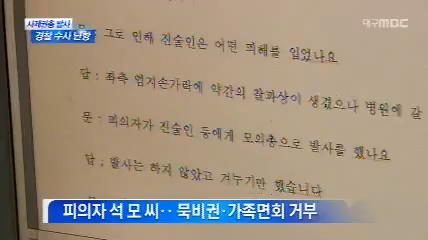 사제권총 발사
경찰 수사 난항
대구MBC
문 : 그로 인해 진술인은 어떤 피해를 입었나요
답 : 좌측 엄지손가락에 약간의 찰과상이 생겼으나 병원에 갈
문 : 피의자가 진술인 등에게 모의총으로 발사를 했나요
답 ; 발사는 하지 않았고 겨누기만 했습니다
피의자 석 모 씨‥ 묵비권·가족면회 거부